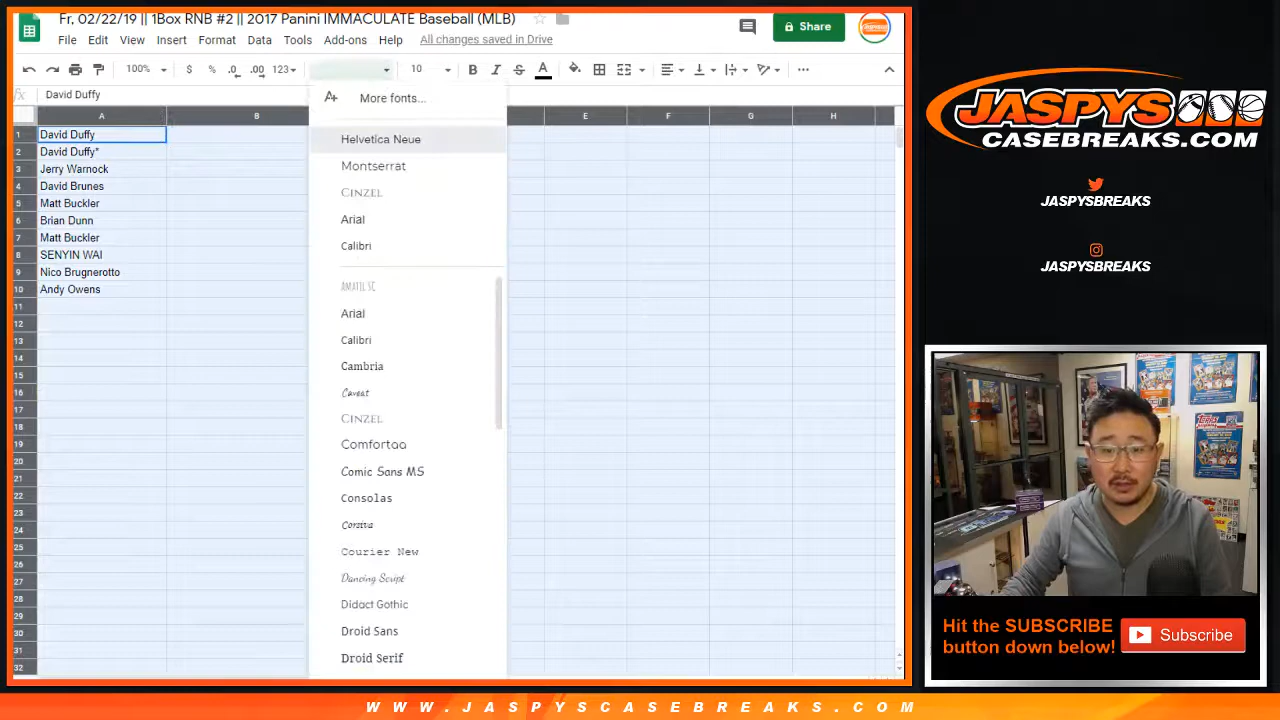 Fr, 02/22/19 || 1Box RNB #2 || 2017 Panini IMMACULATE Baseball (MLB)
File Edit View Insert Format Data Tools Add-ons Help All changes saved in Drive
Share
100% $ % .0 .00 123 10 B I S A
fx David Duffy
A B E F G H
1 David Duffy
2 David Duffy*
3 Jerry Warnock
4 David Brunes
5 Matt Buckler
6 Brian Dunn
7 Matt Buckler
8 SENYIN WAI
9 Nico Brugnerotto
10 Andy Owens
11
12
13
14
15
16
17
18
19
20
21
22
23
24
25
26
27
28
29
30
31
32
More fonts...
Helvetica Neue
Montserrat
CINZEL
Arial
Calibri
AMATIC SC
Arial
Calibri
Cambria
Caveat
CINZEL
Comfortaa
Comic Sans MS
Consolas
Corsiva
Courier New
Dancing Script
Didact Gothic
Droid Sans
Droid Serif
JASPYS
CASEBREAKS.COM
JASPYSBREAKS
JASPYSBREAKS
Hit the SUBSCRIBE
button down below!
Subscribe
WWW.JASPYSCASEBREAKS.COM